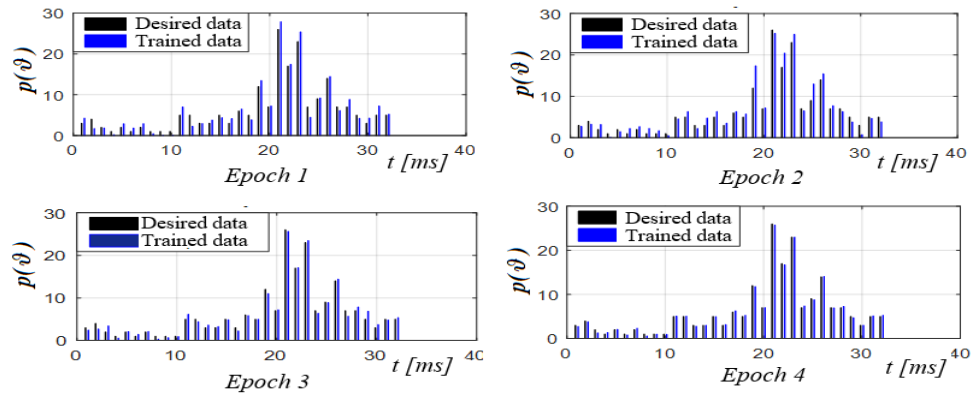 30
20
10
0
p(ϑ)
Desired data
Trained data
0
10
20
30
40
t [ms]
Epoch 1
30
20
10
0
p(ϑ)
Desired data
Trained data
0
10
20
30
40
t [ms]
Epoch 2
30
20
10
0
p(ϑ)
Desired data
Trained data
0
10
20
30
40
t [ms]
Epoch 3
30
20
10
0
p(ϑ)
Desired data
Trained data
0
10
20
30
40
t [ms]
Epoch 4